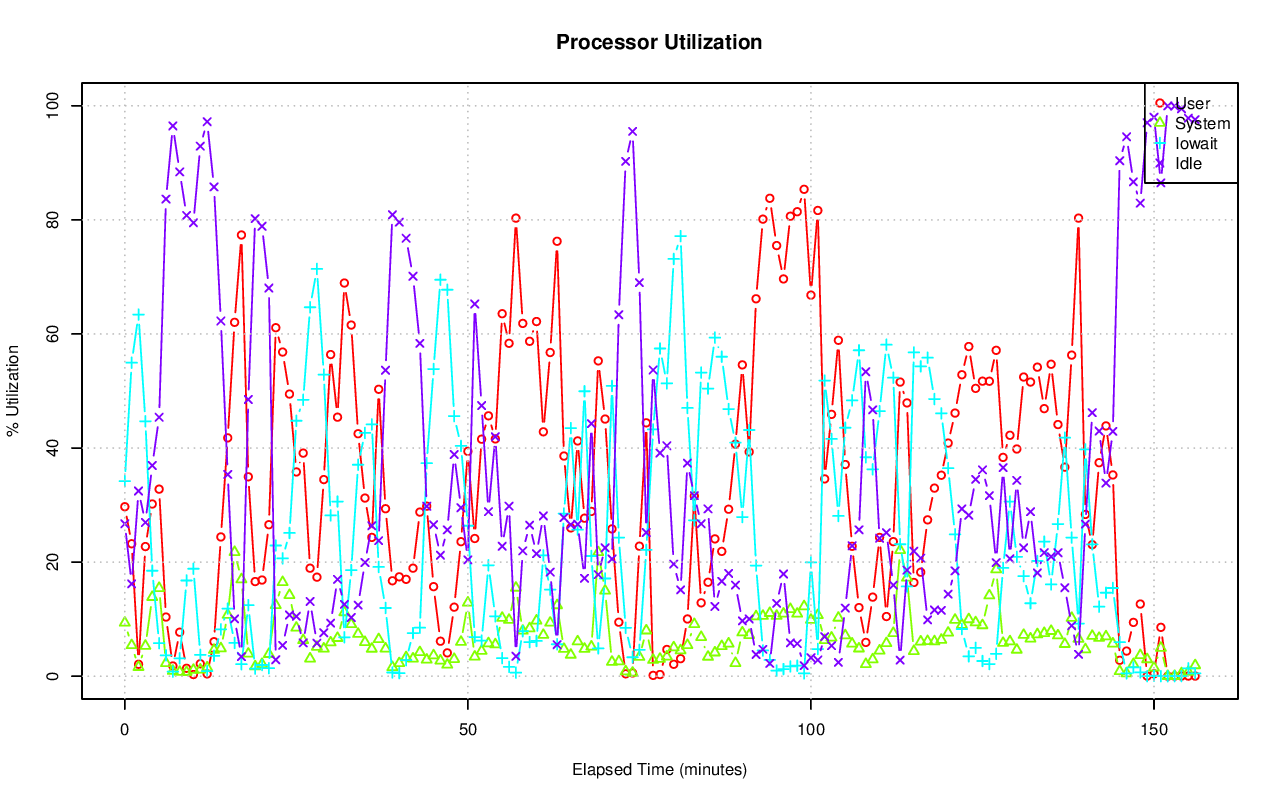 Processor Utilization
% Utilization
100
80
60
40
20
0
User
System
Iowait
Idle
0
50
100
150
Elapsed Time (minutes)